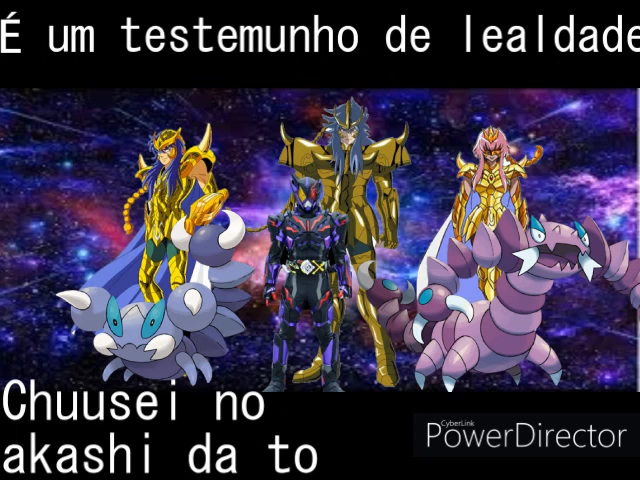 É um testemunho de lealdade
Chuusei no
akashi da to
CyberLink
PowerDirector